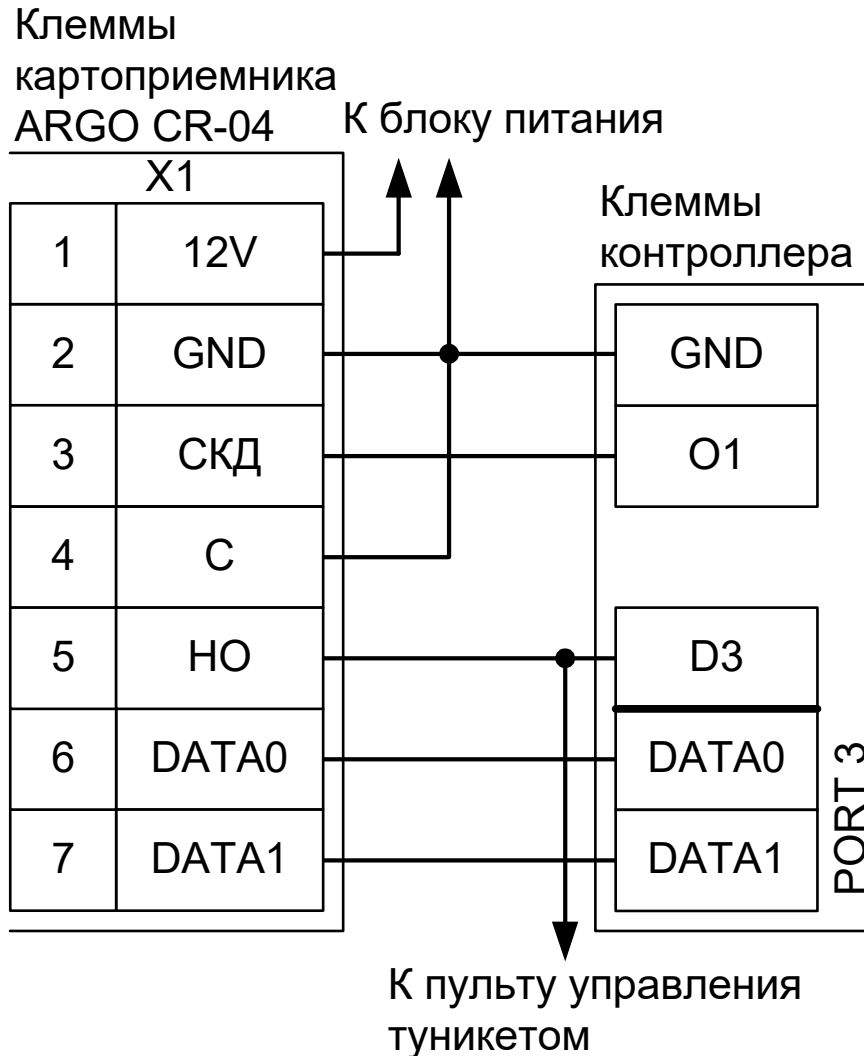 Клеммы
картоприемника
ARGO CR-04
К блоку питания
X1
Клеммы
контроллера
1 12V
2 GND
GND
3 СКД
O1
4 C
5 НО
D3
6 DATA0
DATA0
7 DATA1
DATA1
PORT 3
К пульту управления
туникетом